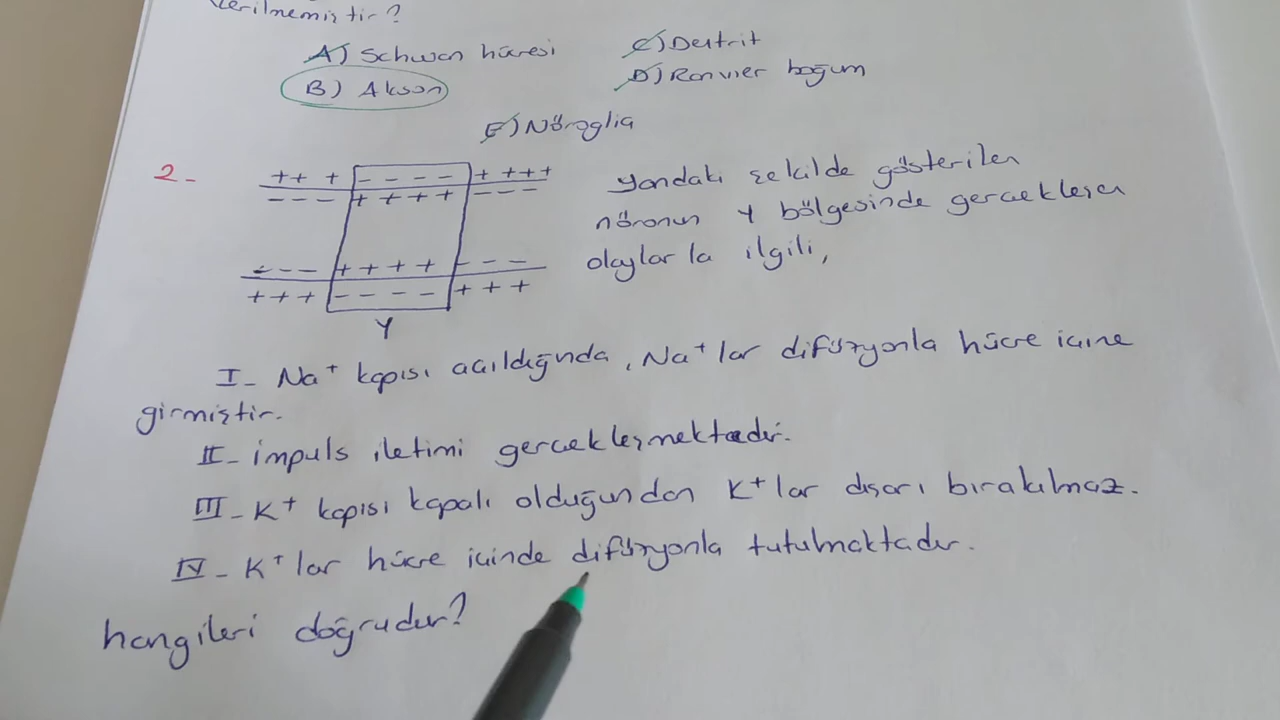 verilmemiştir?
A) Schwan hücresi C) Dentrit
B) Akson D) Ranvier boğum
E) Nöroglia
2- + + + - - - - + + + + Yandaki şekilde gösterilen
- - - + + + + - - - nöronun Y bölgesinde gerçekleşen
- - - + + + + - - - olaylarla ilgili,
+ + + - - - - + + +
Y
I- Na+ kapısı açıldığında, Na+lar difüzyonla hücre içine
girmiştir.
II- impuls iletimi gerçekleşmektedir.
III- K+ kapısı kapalı olduğundan K+lar dışarı bırakılmaz.
IV- K+lar hücre içinde difüzyonla tutulmaktadır.
hangileri doğrudur?